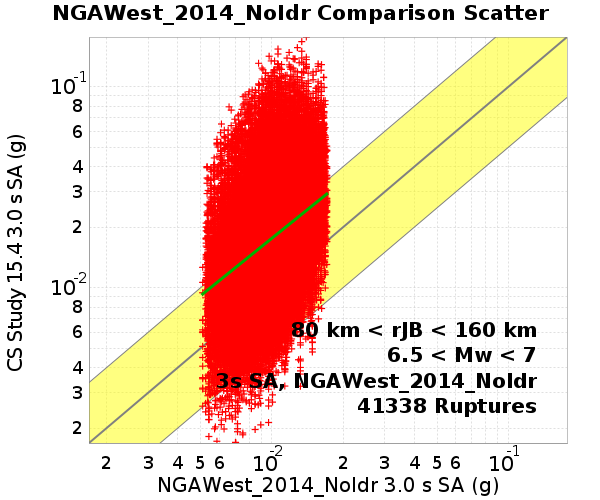 NGAWest_2014_NoIdr Comparison Scatter
CS Study 15.4 3.0 s SA (g)
10-1
8
6
4
3
2
10-2
8
6
4
3
2
80 km < rJB < 160 km
6.5 < Mw < 7
3s SA, NGAWest_2014_NoIdr
41338 Ruptures
2 3 4 5 6 10-2 2 3 4 5 6 10-1
NGAWest_2014_NoIdr 3.0 s SA (g)